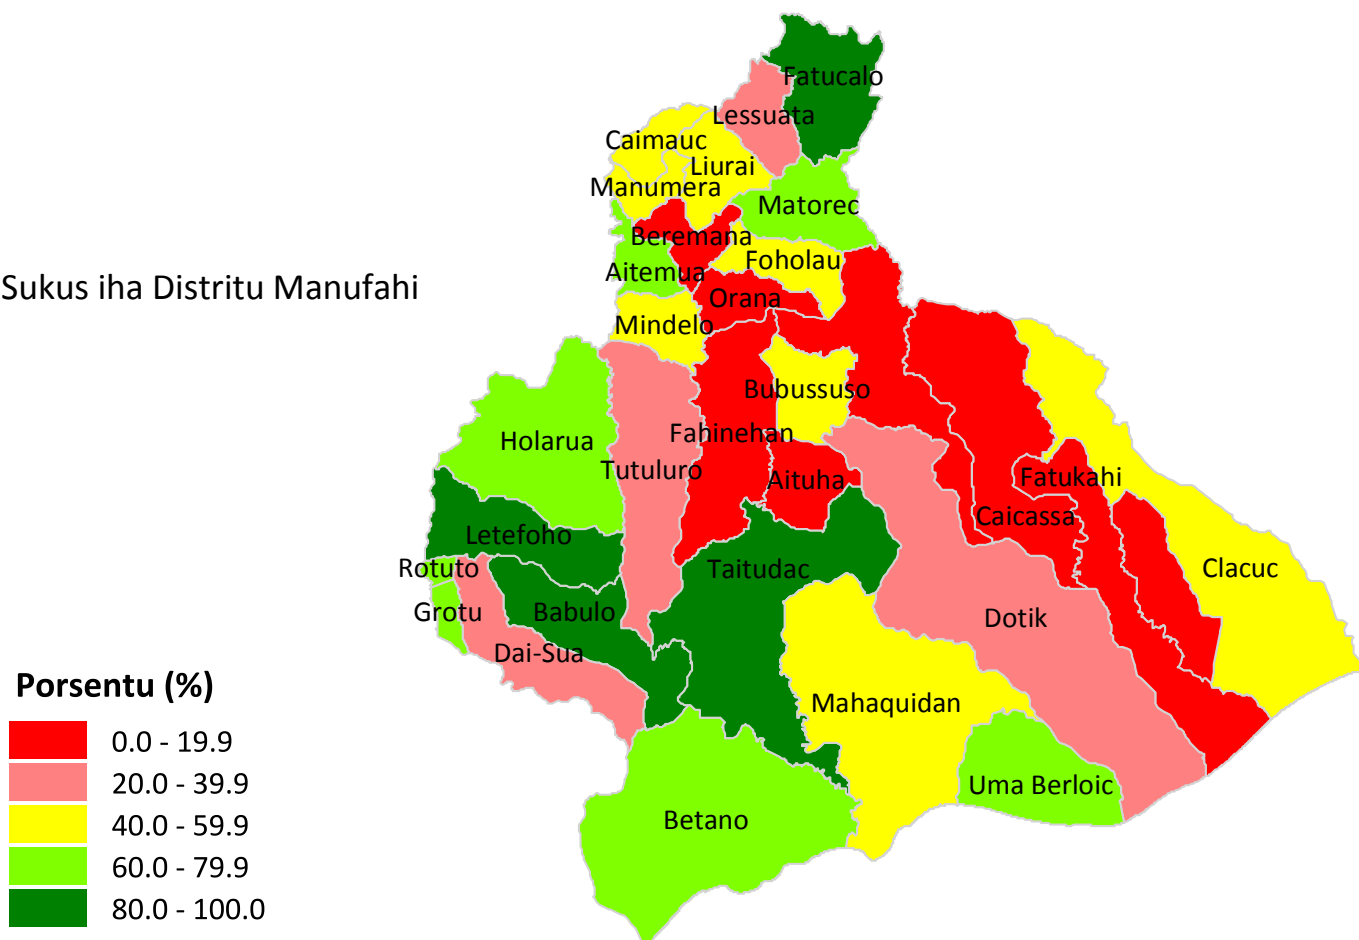 Fatucalo
Lessuata
Caimauc
Liurai
Manumera
Matorec
Beremana
Foholau
Aitemua
Sukus iha Distritu Manufahi
Orana
Mindelo
Bubussuso
Fahinehan
Holarua
Tutuluro
Aituha
Fatukahi
Caicassa
Letefoho
Rotuto
Taitudac
Clacuc
Grotu
Babulo
Dotik
Dai-Sua
Mahaquidan
Uma Berloic
Betano
Porsentu (%)
0.0 - 19.9
20.0 - 39.9
40.0 - 59.9
60.0 - 79.9
80.0 - 100.0